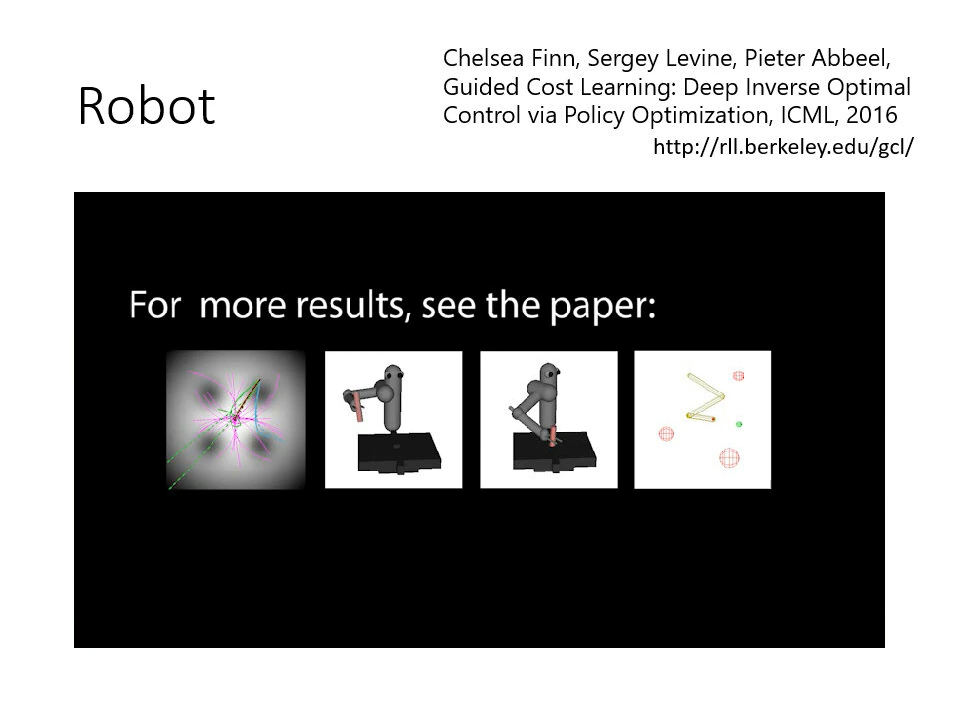 Robot
Chelsea Finn, Sergey Levine, Pieter Abbeel,
Guided Cost Learning: Deep Inverse Optimal
Control via Policy Optimization, ICML, 2016
http://rll.berkeley.edu/gcl/
For more results, see the paper: